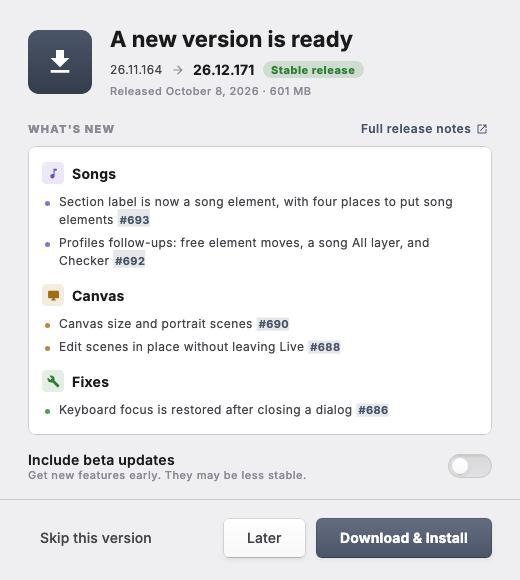 A new version is ready
26.11.164 → 26.12.171 Stable release
Released October 8, 2026 · 601 MB
WHAT'S NEW
Full release notes
Songs
• Section label is now a song element, with four places to put song
elements #693
• Profiles follow-ups: free element moves, a song All layer, and
Checker #692
Canvas
• Canvas size and portrait scenes #690
• Edit scenes in place without leaving Live #688
Fixes
• Keyboard focus is restored after closing a dialog #686
Include beta updates
Get new features early. They may be less stable.
Skip this version
Later
Download & Install